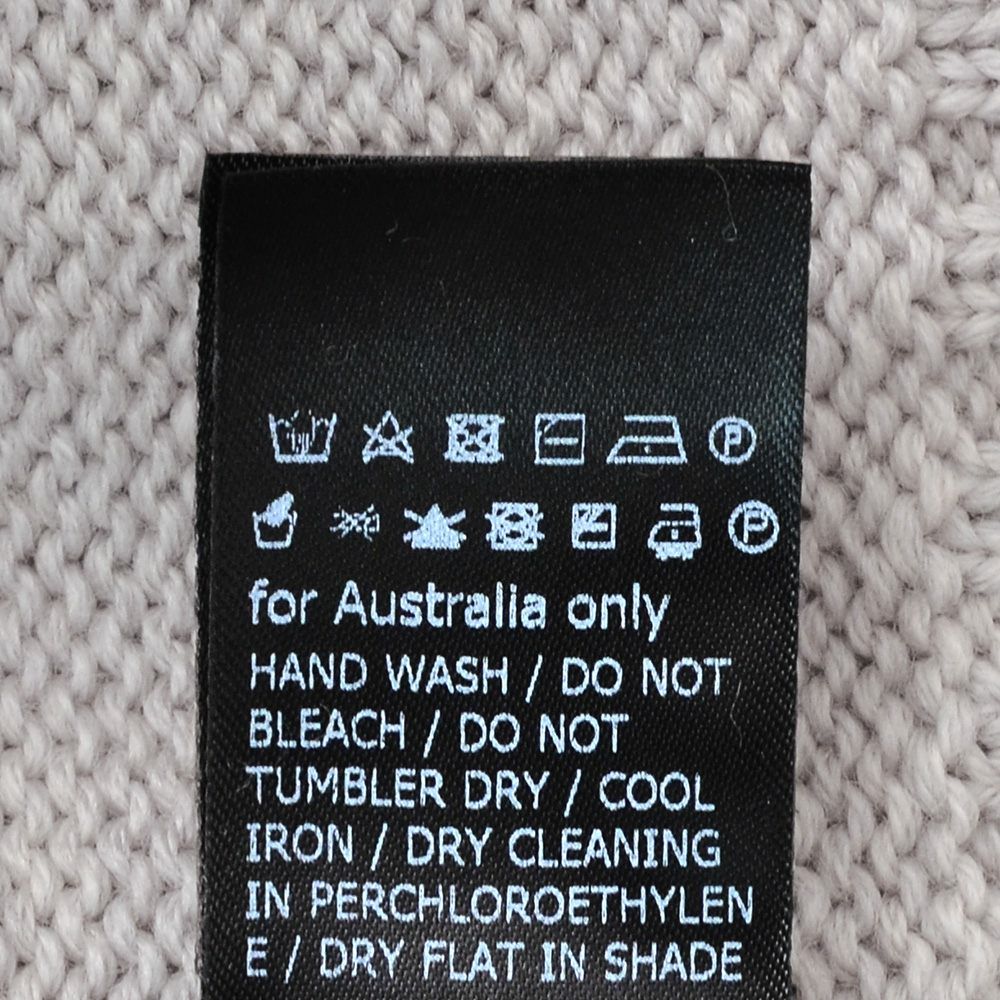 P
P
for Australia only
HAND WASH / DO NOT
BLEACH / DO NOT
TUMBLER DRY / COOL
IRON / DRY CLEANING
IN PERCHLOROETHYLEN
E / DRY FLAT IN SHADE